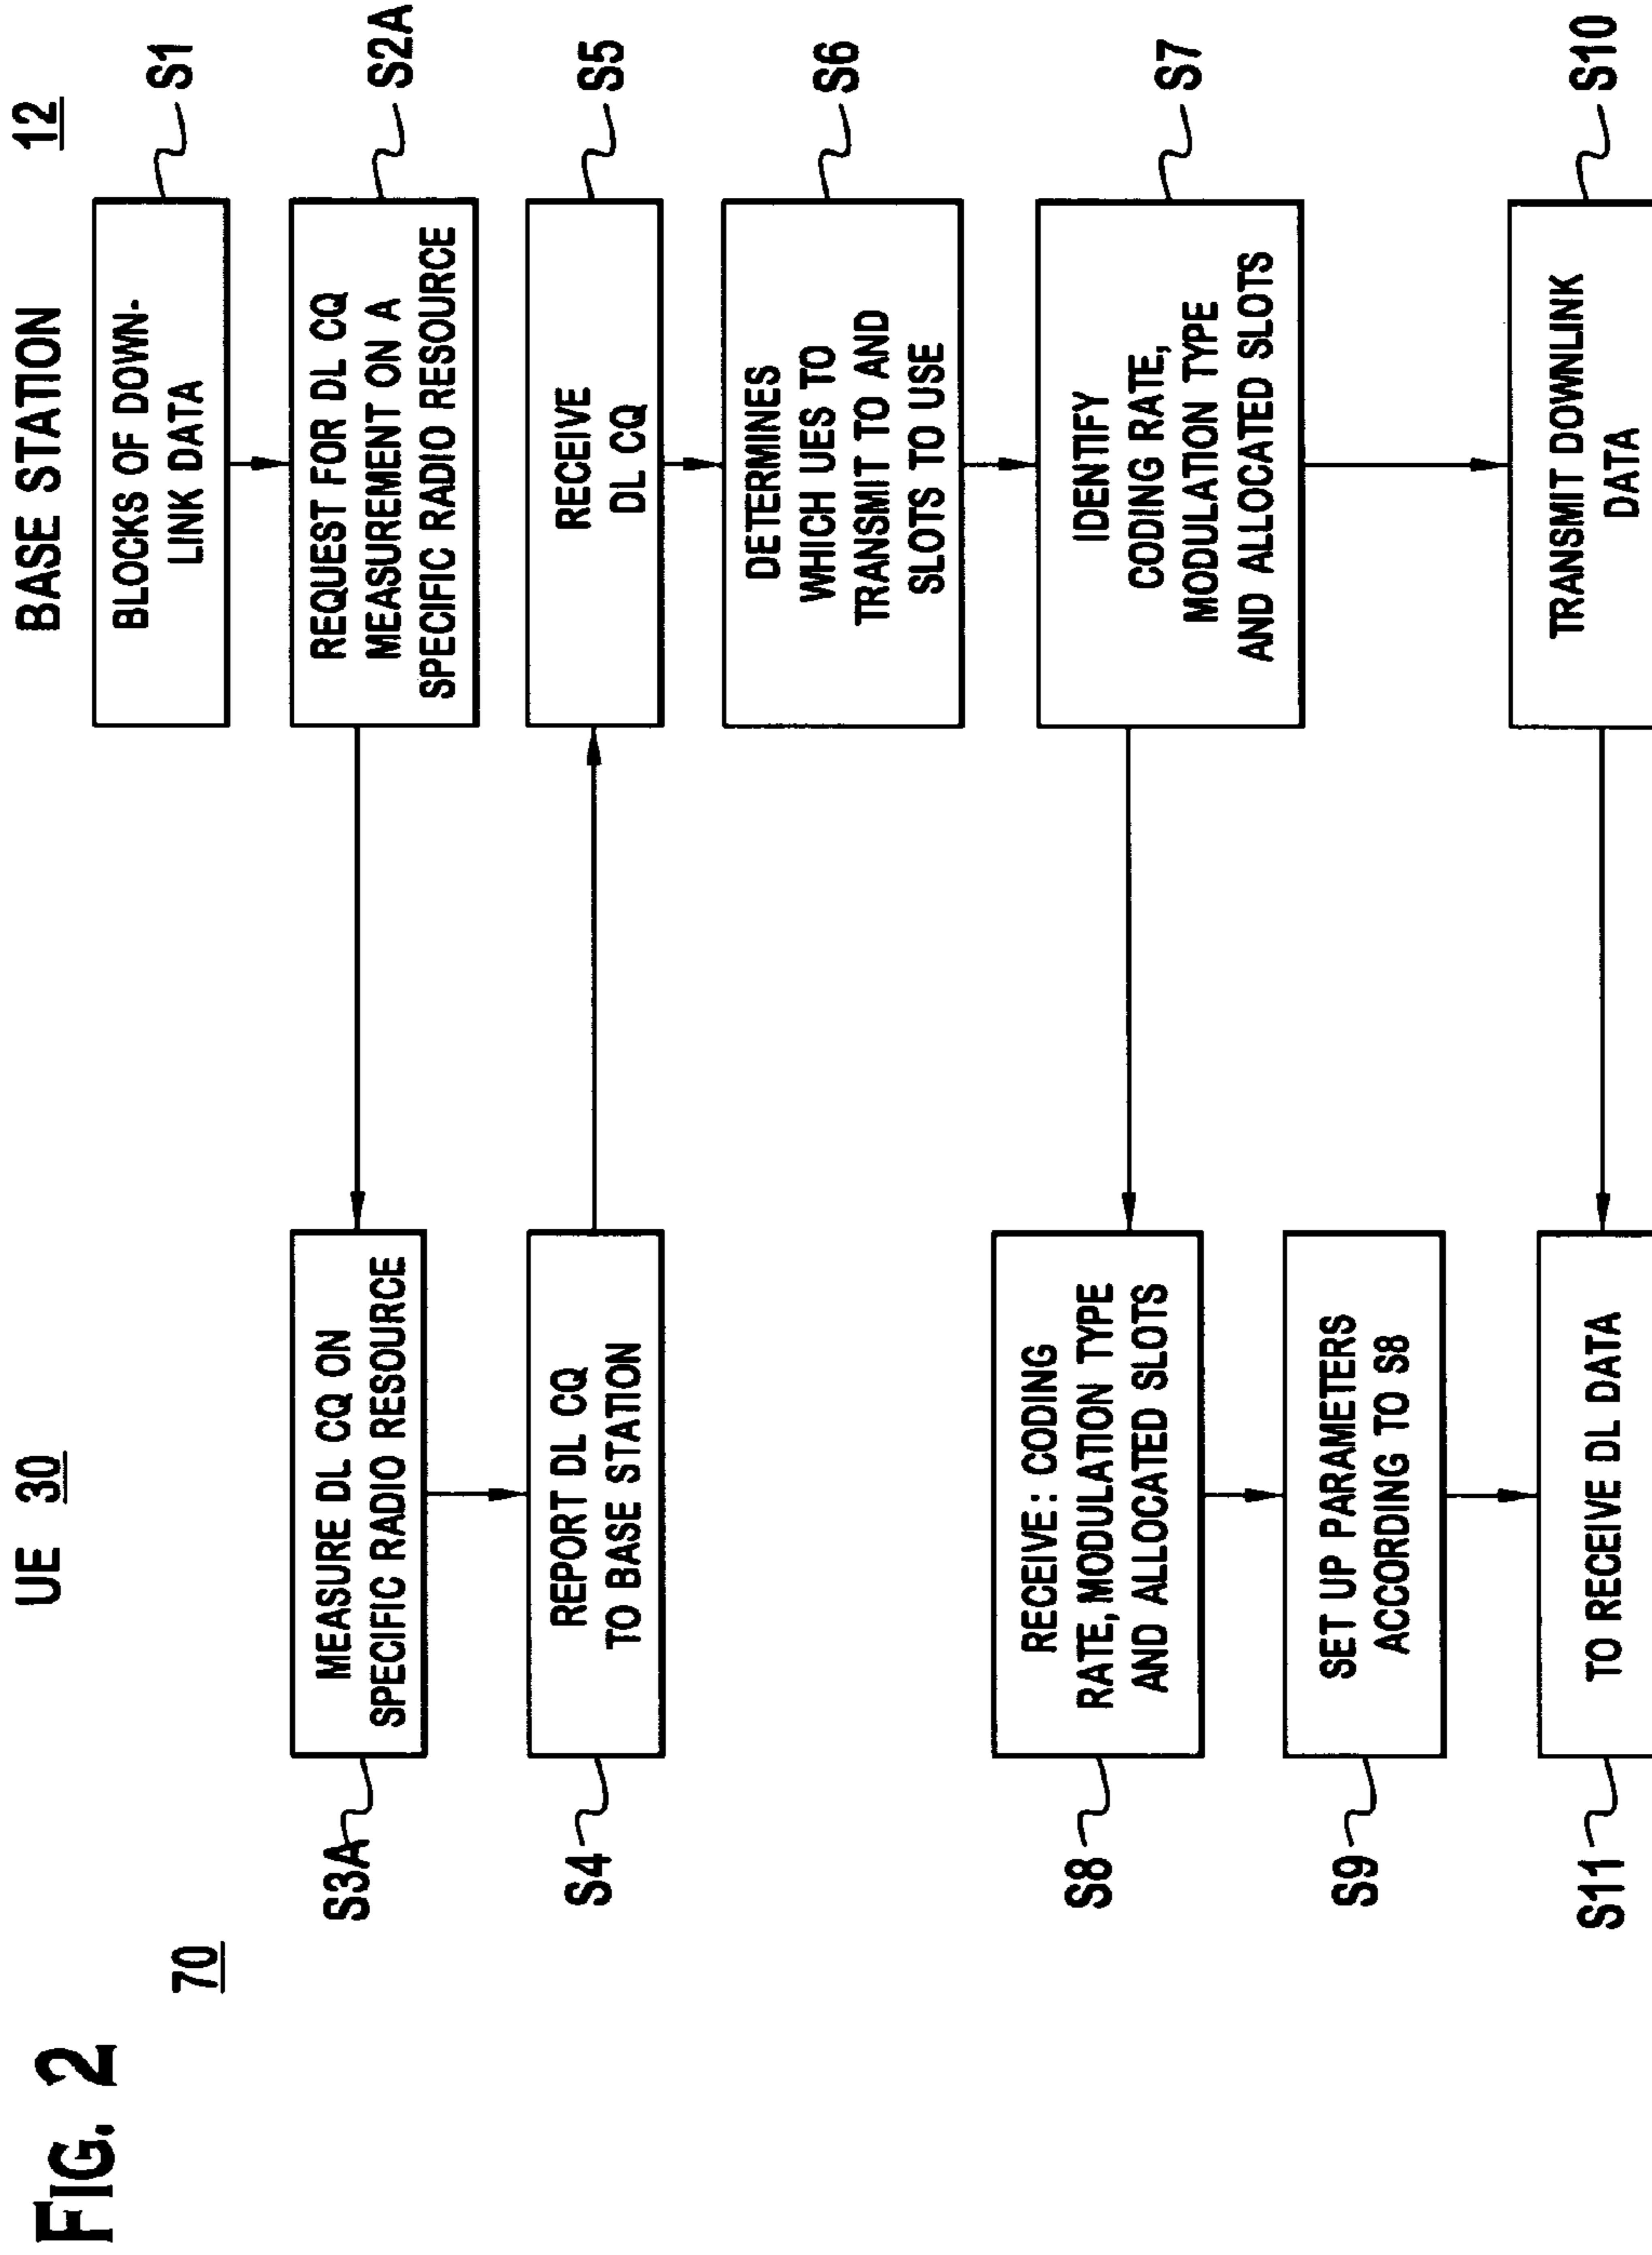 FIG. 2
70
UE 30
BASE STATION 12
BLOCKS OF DOWN-
LINK DATA
S1
REQUEST FOR DL CQ
MEASUREMENT ON A
SPECIFIC RADIO RESOURCE
S2A
S3A
MEASURE DL CQ ON
SPECIFIC RADIO RESOURCE
S4
REPORT DL CQ
TO BASE STATION
RECEIVE
DL CQ
S5
DETERMINES
WHICH UES TO
TRANSMIT TO AND
SLOTS TO USE
S6
IDENTIFY
CODING RATE,
MODULATION TYPE
AND ALLOCATED SLOTS
S7
S8
RECEIVE: CODING
RATE, MODULATION TYPE
AND ALLOCATED SLOTS
S9
SET UP PARAMETERS
ACCORDING TO S8
TRANSMIT DOWNLINK
DATA
S10
S11
TO RECEIVE DL DATA